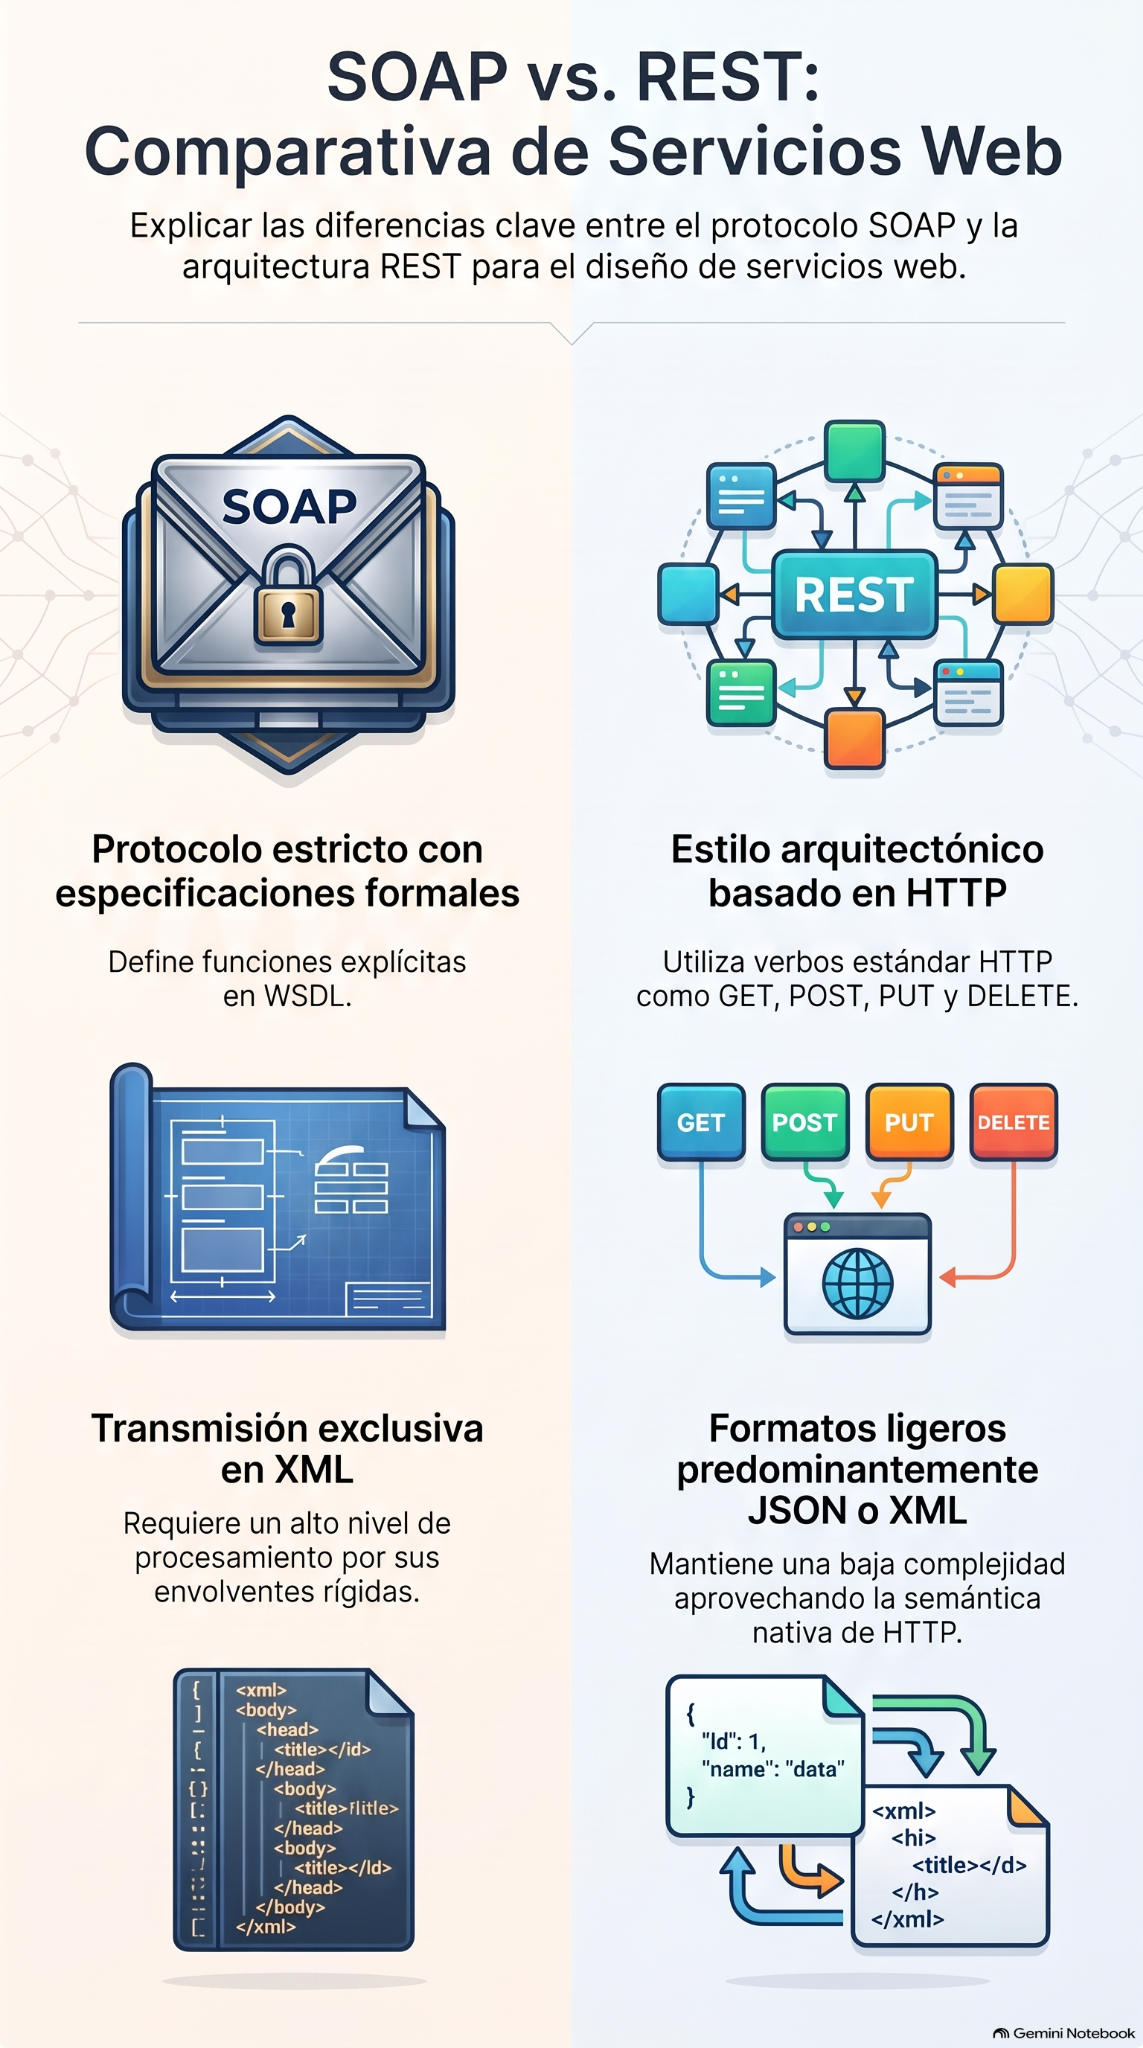 SOAP vs. REST:
Comparativa de Servicios Web
Explicar las diferencias clave entre el protocolo SOAP y la
arquitectura REST para el diseño de servicios web.
SOAP
REST
Protocolo estricto con
especificaciones formales
Define funciones explícitas
en WSDL.
Estilo arquitectónico
basado en HTTP
Utiliza verbos estándar HTTP
como GET, POST, PUT y DELETE.
GET
POST
PUT
DELETE
Transmisión exclusiva
en XML
Requiere un alto nivel de
procesamiento por sus
envolventes rígidas.
<xml>
<body>
<head>
<title></id>
</head>
<body>
</head>
<body>
<title></ld>
</head>
</body>
</xml>
Formatos ligeros
predominantemente
JSON o XML
Mantiene una baja complejidad
aprovechando la semántica
nativa de HTTP.
{
"Id": 1,
"name": "data"
}
<xml>
<hi>
<title></d>
</h>
</xml>
Gemini Notebook